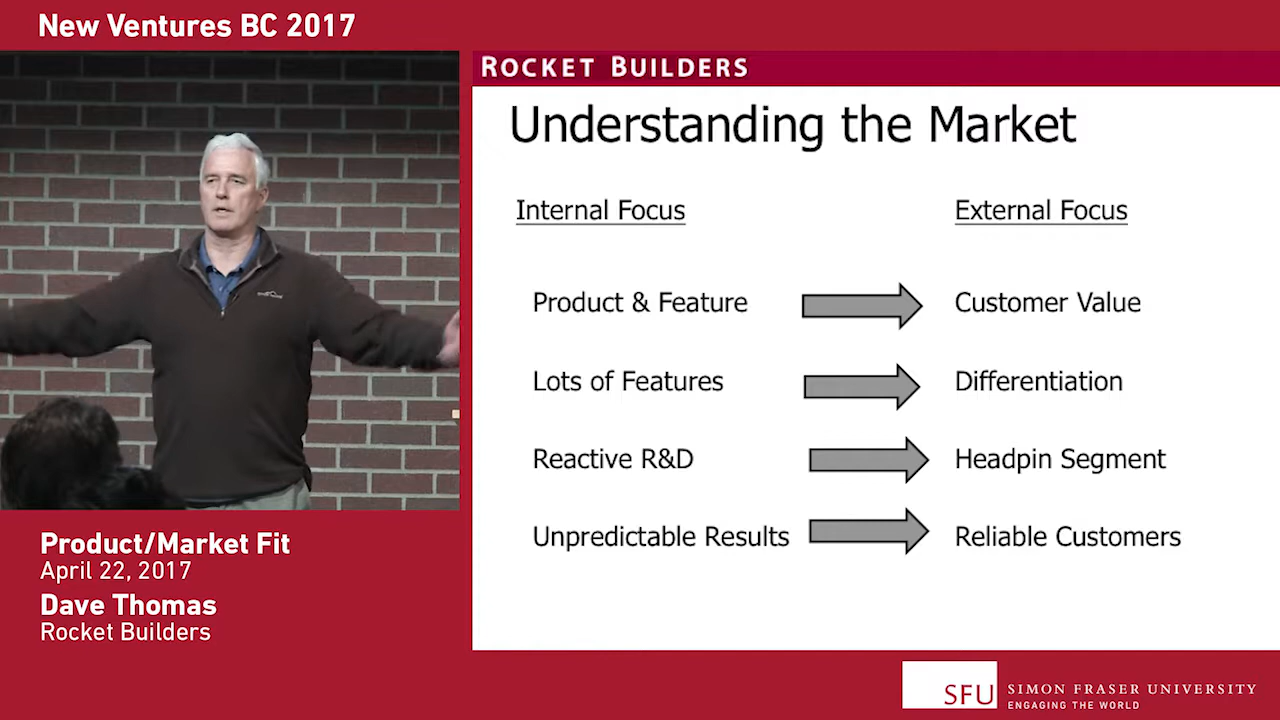 New Ventures BC 2017
ROCKET BUILDERS
Understanding the Market
Internal Focus
External Focus
Product & Feature
Customer Value
Lots of Features
Differentiation
Reactive R&D
Headpin Segment
Unpredictable Results
Reliable Customers
Product/Market Fit
April 22, 2017
Dave Thomas
Rocket Builders
SFU
SIMON FRASER UNIVERSITY
ENGAGING THE WORLD